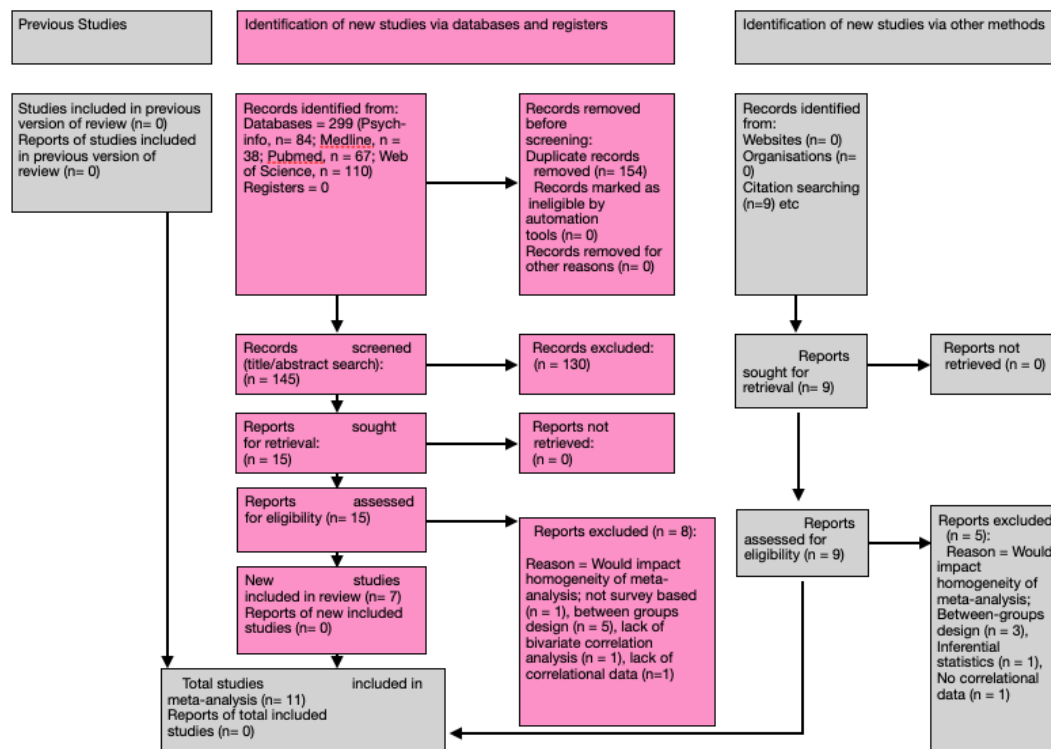 Previous Studies
Identification of new studies via databases and registers
Identification of new studies via other methods
Studies included in previous
version of review (n= 0)
Reports of studies included
in previous version of
review (n= 0)
Records identified from:
Databases = 299 (Psych-
info, n= 84; Medline, n =
38; Pubmed, n = 67; Web
of Science, n = 110)
Registers = 0
Records removed
before
screening:
Duplicate records
removed (n= 154)
Records marked as
ineligible by
automation
tools (n= 0)
Records removed for
other reasons (n= 0)
Records identified
from:
Websites (n= 0)
Organisations (n=
0)
Citation searching
(n=9) etc
Records screened
(title/abstract search):
(n = 145)
Records excluded:
(n = 130)
Reports
sought for
retrieval (n= 9)
Reports not
retrieved (n = 0)
Reports sought
for retrieval:
(n = 15)
Reports not
retrieved:
(n = 0)
Reports assessed
for eligibility (n= 15)
Reports excluded (n = 8):
Reason = Would impact
homogeneity of meta-
analysis; not survey based
(n = 1), between groups
design (n = 5), lack of
bivariate correlation
analysis (n = 1), lack of
correlational data (n=1)
Reports
assessed for
eligibility (n = 9)
Reports excluded
(n = 5):
Reason = Would
impact
homogeneity of
meta-analysis;
Between-groups
design (n = 3),
Inferential
statistics (n = 1),
No correlational
data (n = 1)
New studies
included in review (n= 7)
Reports of new included
studies (n= 0)
Total studies included in
meta-analysis (n= 11)
Reports of total included
studies (n= 0)